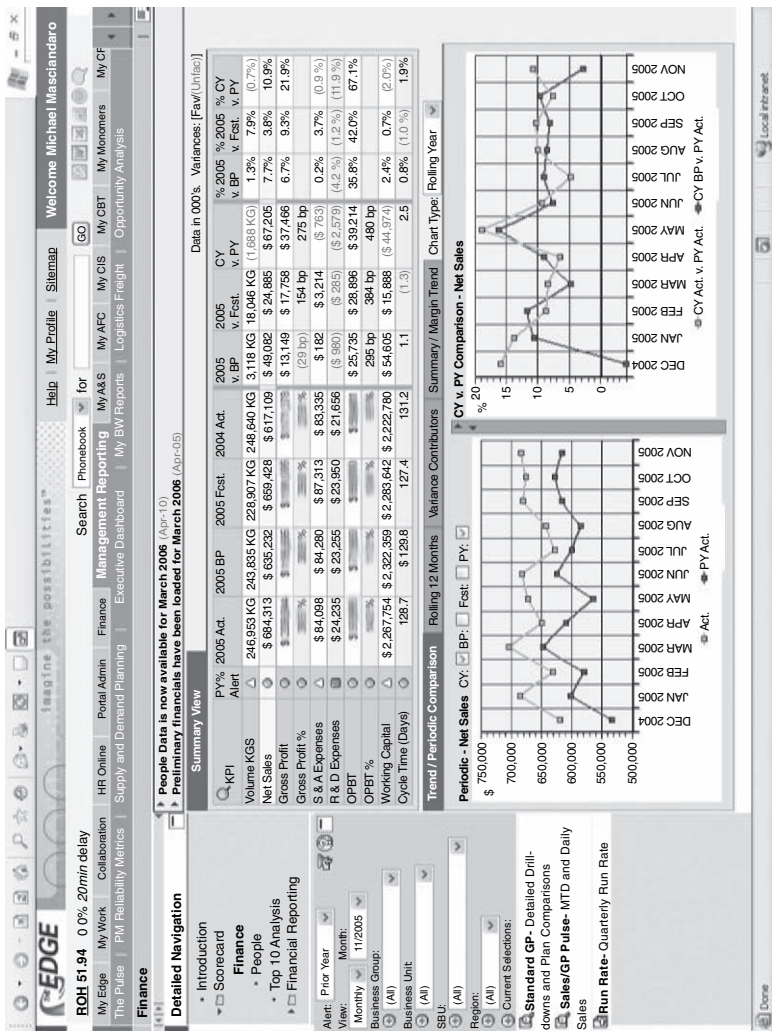 EDGE
...imagine the possibilities™
Help | My Profile | Sitemap
Welcome Michael Masciandaro
ROH 51.94 0 0% 20min delay
Search Phonebook for GO
My Edge My Work Collaboration HR Online Portal Admin Finance Management Reporting My A&S My AFC My CIS My CBT My Monomers My CF
The Pulse | PM Reliability Metrics | Supply and Demand Planning | Executive Dashboard | My BW Reports | Logistics Freight | Opportunity Analysis
Finance
Detailed Navigation
Introduction
Scorecard
Finance
People
Top 10 Analysis
Financial Reporting
Alert: Prior Year
View: Month:
Monthly 11/2005
Business Group:
(All)
Business Unit:
(All)
SBU:
(All)
Region:
(All)
Current Selections:
Standard GP- Detailed Drill-
downs and Plan Comparisons
Sales/GP Pulse- MTD and Daily
Sales
Run Rate- Quarterly Run Rate
People Data is now available for March 2006 (Apr-10)
Preliminary financials have been loaded for March 2006 (Apr-05)
Summary View
Data in 000's. Variances: [Fav/(Unfac)
KPI PY% Alert 2005 Act. 2005 BP 2005 Fcst. 2004 Act. 2005 v. BP 2005 v. Fcst. CY v. PY % 2005 v. BP % 2005 v. Fcst. % CY v. PY
Volume KGS 246,953 KG 243,835 KG 228,907 KG 248,640 KG 3,118 KG 18,046 KG (1,688 KG) 1.3% 7.9% (0.7%)
Net Sales $ 684,313 $ 635,232 $ 659,428 $ 617,109 $ 49,082 $ 24,885 $ 67,205 7.7% 3.8% 10.9%
Gross Profit $ 13,149 $ 17,758 $ 37,466 6.7% 9.3% 21.9%
Gross Profit % (29 bp) 154 bp 275 bp
S & A Expenses $ 84,098 $ 84,280 $ 87,313 $ 83,335 $ 182 $ 3,214 ($ 763) 0.2% 3.7% (0.9 %)
R & D Expenses $ 24,235 $ 23,255 $ 23,950 $ 21,656 ($ 980) ($ 285) ($ 2,579) (4.2 %) (1.2 %) (11.9 %)
OPBT $ 25,735 $ 28,896 $ 39,214 35.8% 42.0% 67.1%
OPBT % 295 bp 384 bp 480 bp
Working Capital $ 2,267,754 $ 2,322,359 $ 2,283,642 $ 2,222,780 $ 54,605 $ 15,888 ($ 44,974) 2.4% 0.7% (2.0%)
Cycle Time (Days) 128.7 $129.8 127.4 131.2 1.1 (1.3) 2.5 0.8% (1.0 %) 1.9%
Trend / Periodic Comparison Rolling 12 Months Variance Contributors Summary / Margin Trend Chart Type: Rolling Year
Periodic - Net Sales CY: BP: Fcst: PY:
750,000
$
700,000
650,000
600,000
550,000
500,000
DEC 2004 JAN 2005 FEB 2005 MAR 2005 APR 2005 MAY 2005 JUN 2005 JUL 2005 AUG 2005 SEP 2005 OCT 2005 NOV 2005
Act. PY Act.
CY v. PY Comparison - Net Sales
20
%
15
10
5
0
DEC 2004 JAN 2005 FEB 2005 MAR 2005 APR 2005 MAY 2005 JUN 2005 JUL 2005 AUG 2005 SEP 2005 OCT 2005 NOV 2005
CY Act. v. PY Act. CY BP v. PY Act.
Done
Local intranet